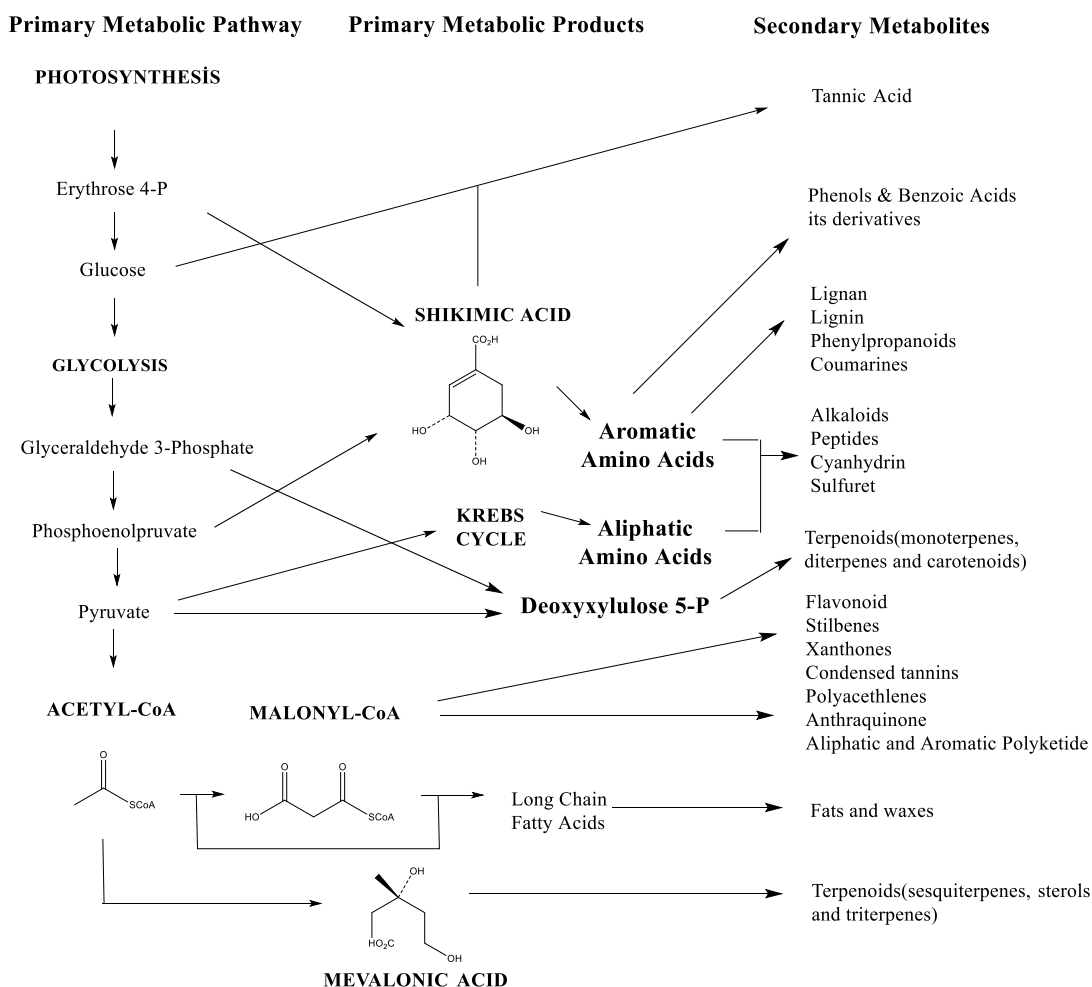 Primary Metabolic Pathway
Primary Metabolic Products
Secondary Metabolites
PHOTOSYNTHESİS
Tannic Acid
Erythrose 4-P
Phenols & Benzoic Acids
its derivatives
Glucose
SHIKIMIC ACID
CO₂H
HO
OH
OH
Lignan
Lignin
Phenylpropanoids
Coumarines
GLYCOLYSIS
Aromatic
Amino Acids
Alkaloids
Peptides
Cyanhydrin
Sulfuret
Glyceraldehyde 3-Phosphate
Phosphoenolpruvate
KREBS
CYCLE
Aliphatic
Amino Acids
Terpenoids(monoterpenes,
diterpenes and carotenoids)
Pyruvate
Deoxyxylulose 5-P
Flavonoid
Stilbenes
Xanthones
Condensed tannins
Polyacethlenes
Anthraquinone
Aliphatic and Aromatic Polyketide
ACETYL-CoA
MALONYL-CoA
O
SCoA
O
O
HO
SCoA
Long Chain
Fatty Acids
Fats and waxes
OH
HO₂C
OH
MEVALONIC ACID
Terpenoids(sesquiterpenes, sterols
and triterpenes)